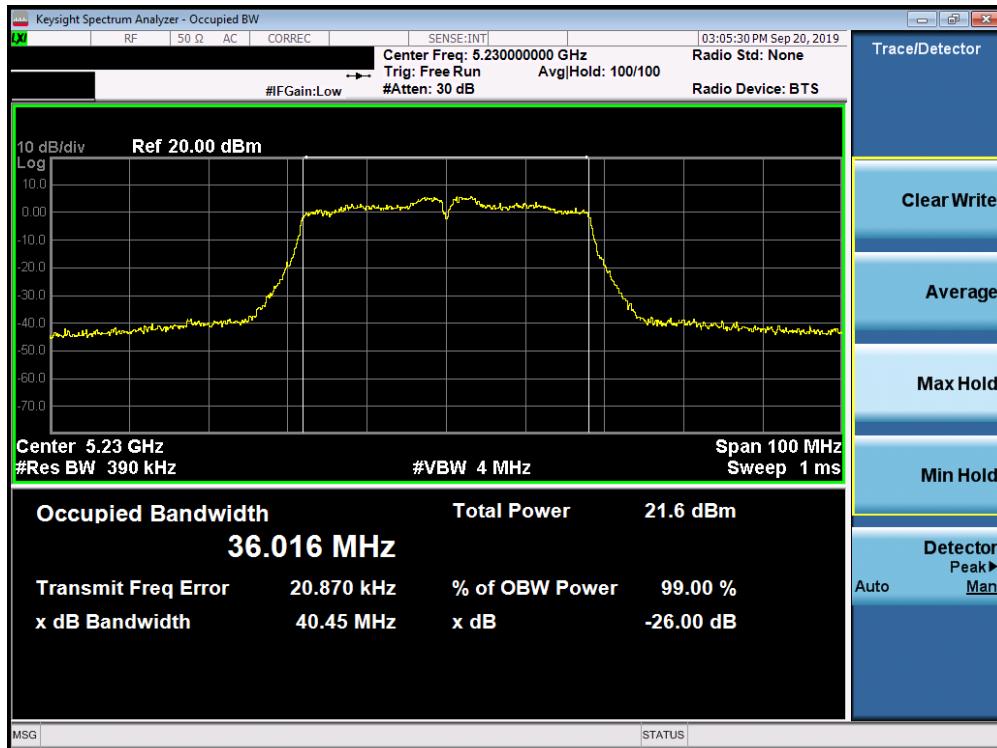 Keysight Spectrum Analyzer - Occupied BW
LXI RF 50 Ω AC CORREC SENSE:INT 03:05:30 PM Sep 20, 2019
Center Freq: 5.230000000 GHz Radio Std: None
Trig: Free Run Avg|Hold: 100/100
#IFGain:Low #Atten: 30 dB Radio Device: BTS
10 dB/div Ref 20.00 dBm
Log
10.0
0.00
-10.0
-20.0
-30.0
-40.0
-50.0
-60.0
-70.0
Center 5.23 GHz Span 100 MHz
#Res BW 390 kHz #VBW 4 MHz Sweep 1 ms
Occupied Bandwidth Total Power 21.6 dBm
36.016 MHz
Transmit Freq Error 20.870 kHz % of OBW Power 99.00 %
x dB Bandwidth 40.45 MHz x dB -26.00 dB
MSG STATUS
Trace/Detector
Clear Write
Average
Max Hold
Min Hold
Detector
Peak▶
Auto Man